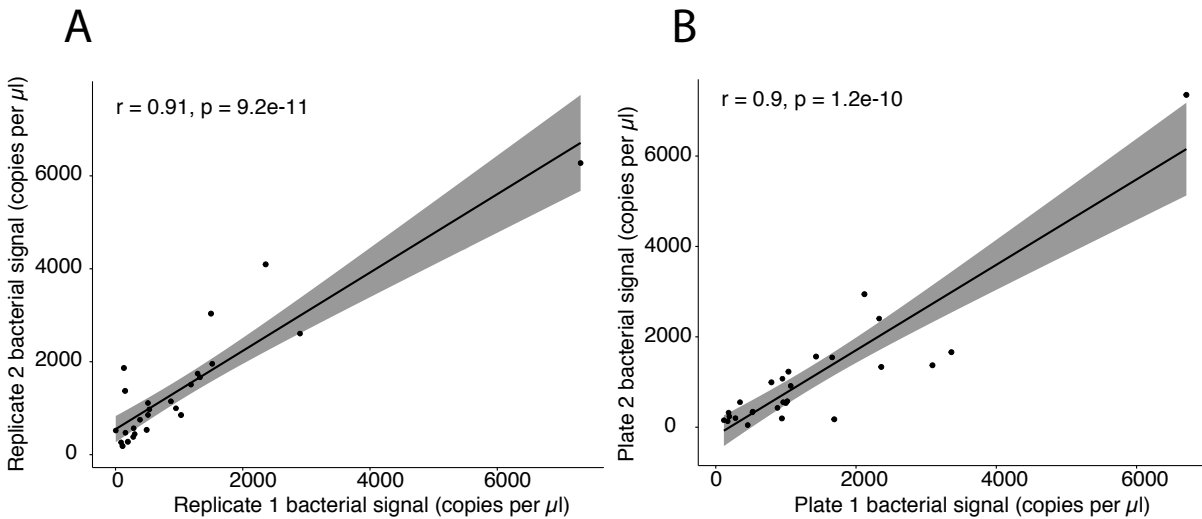 A
r = 0.91, p = 9.2e-11
Replicate 2 bacterial signal (copies per µl)
6000
4000
2000
0
0 2000 4000 6000
Replicate 1 bacterial signal (copies per µl)
B
r = 0.9, p = 1.2e-10
Plate 2 bacterial signal (copies per µl)
6000
4000
2000
0
0 2000 4000 6000
Plate 1 bacterial signal (copies per µl)